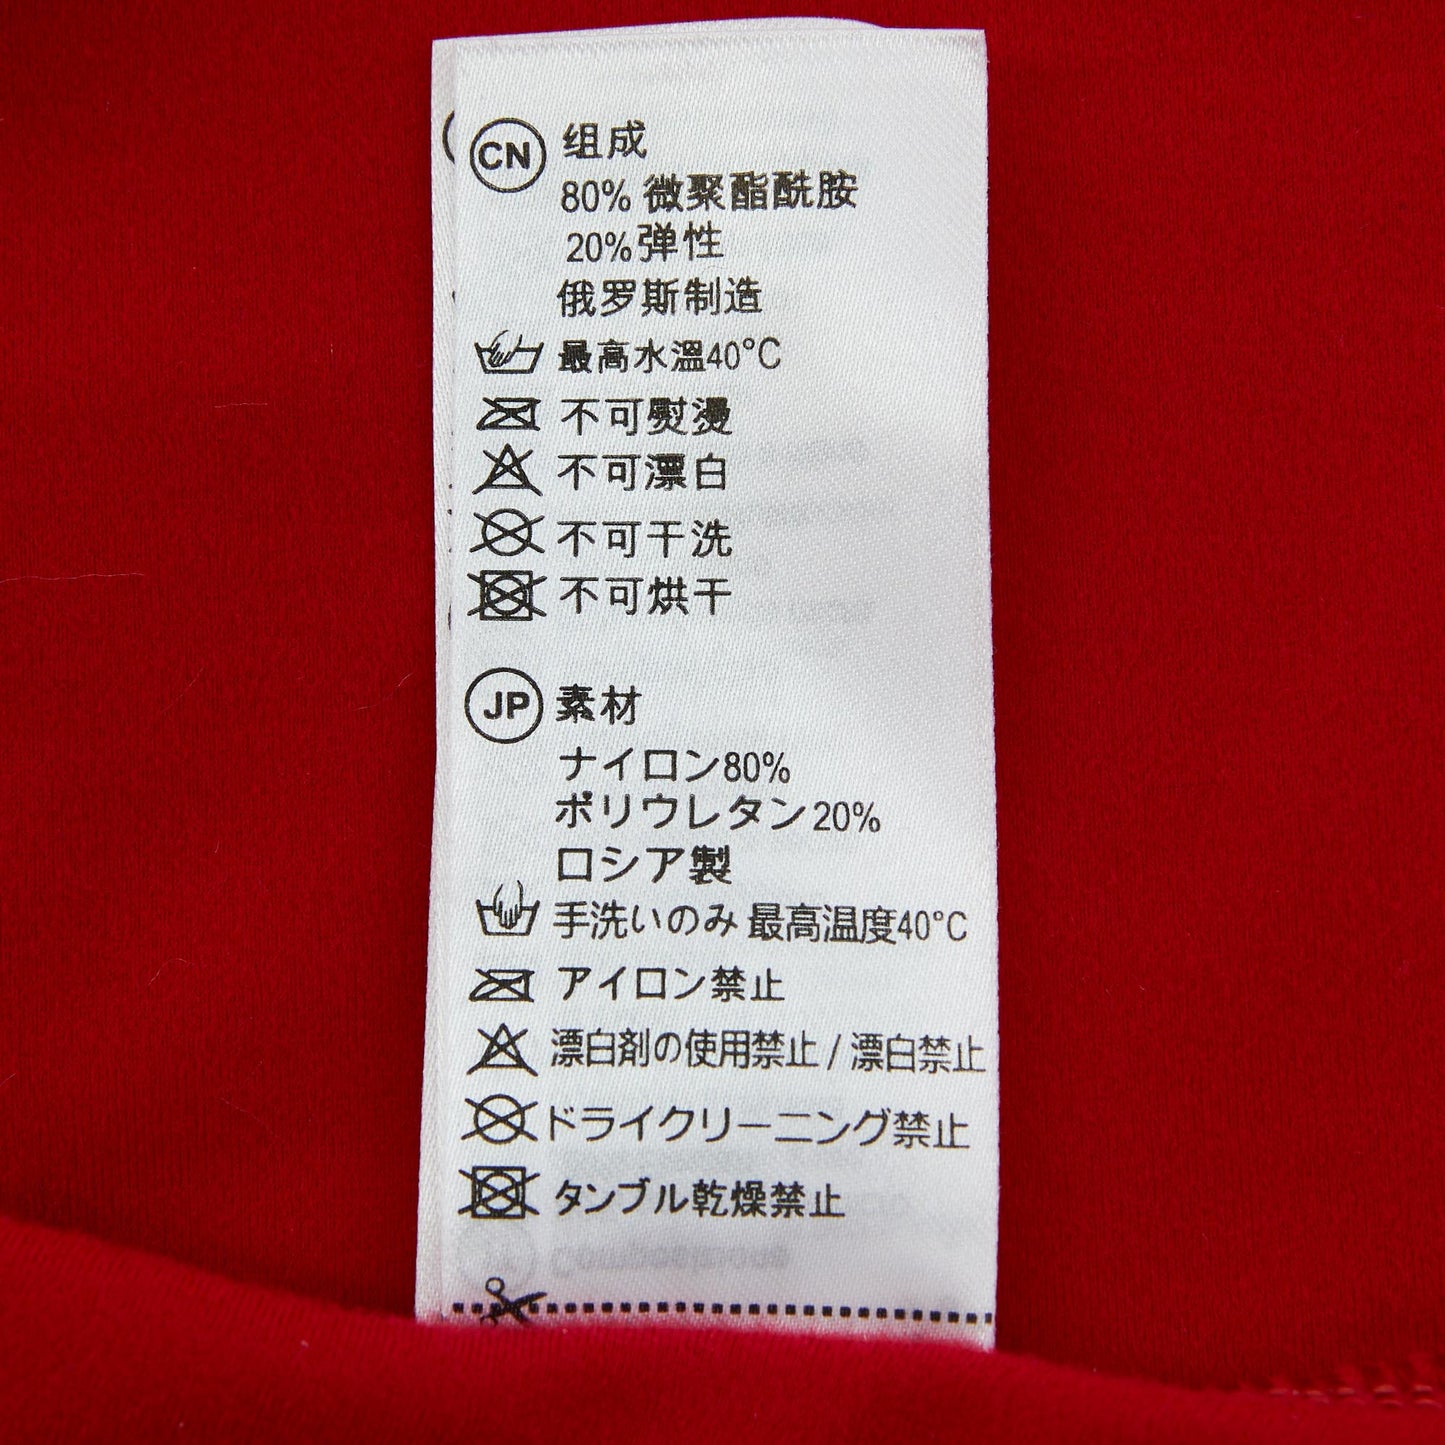 CN 组成
80% 微聚酯酰胺
20%弹性
俄罗斯制造
最高水溫40°C
不可熨燙
不可漂白
不可干洗
不可烘干
JP 素材
ナイロン80%
ポリウレタン20%
ロシア製
手洗いのみ 最高温度40°C
アイロン禁止
漂白剤の使用禁止 / 漂白禁止
ドライクリーニング禁止
タンブル乾燥禁止